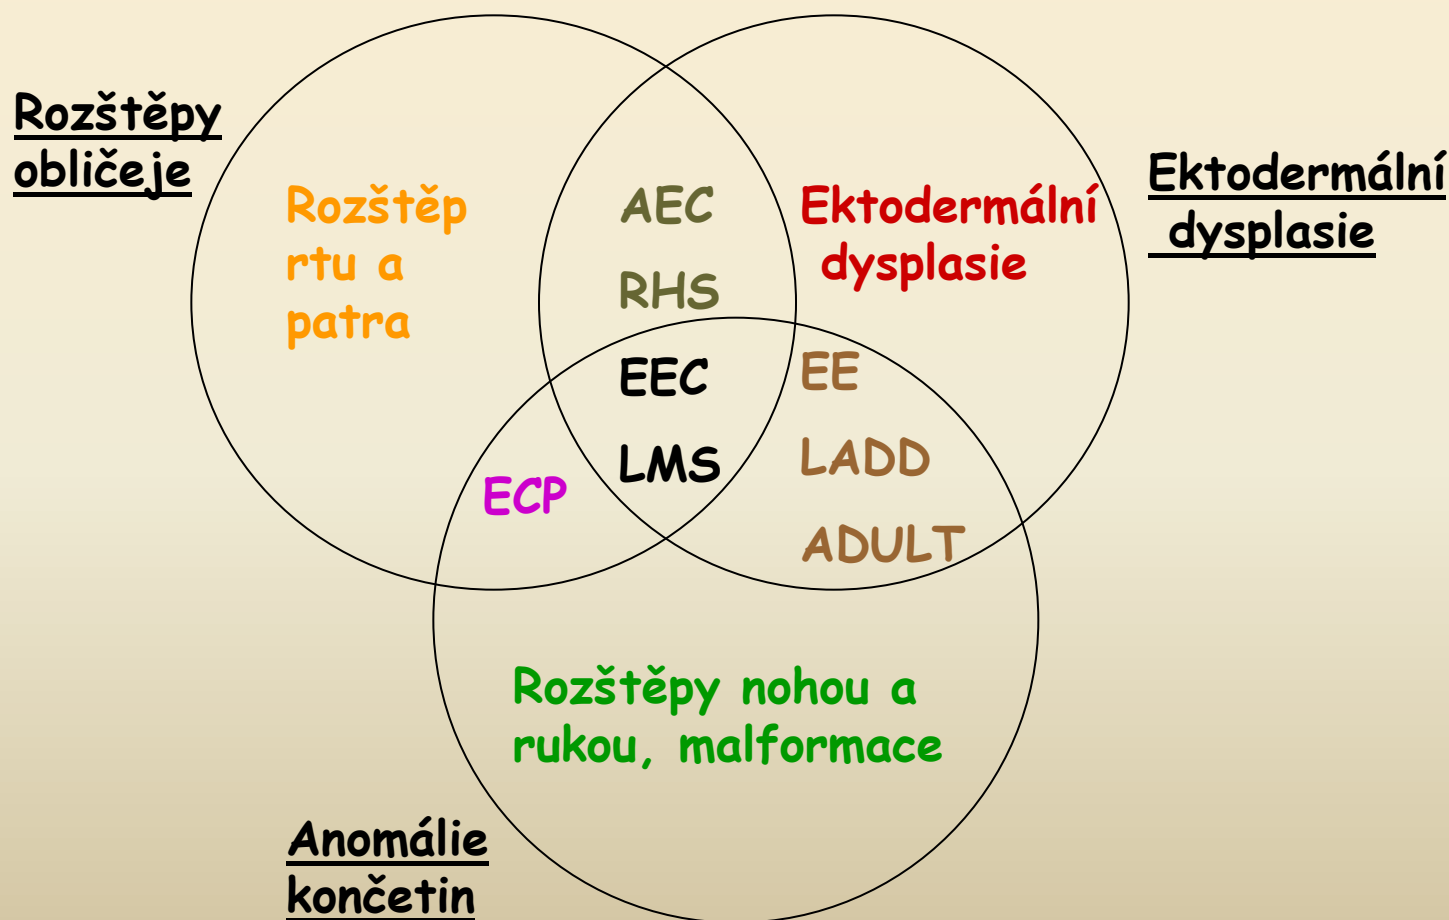 Rozštěpy
obličeje
Rozštěp
rtu a
patra
AEC
RHS
EEC
LMS
ECP
Ektodermální
dysplasie
EE
LADD
ADULT
Ektodermální
dysplasie
Rozštěpy nohou a
rukou, malformace
Anomálie
končetin